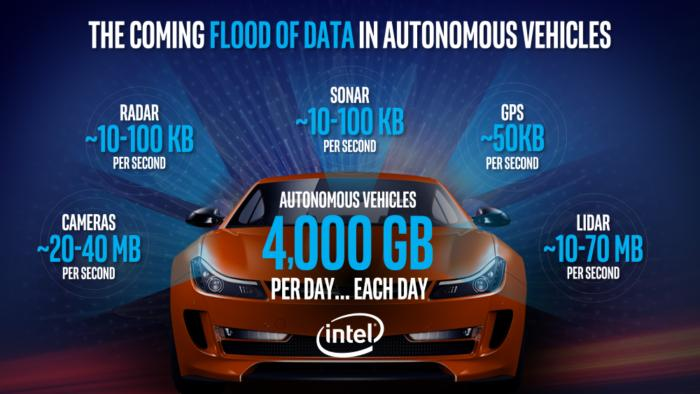 THE COMING FLOOD OF DATA IN AUTONOMOUS VEHICLES
RADAR
~10-100 KB
PER SECOND
SONAR
~10-100 KB
PER SECOND
GPS
~50KB
PER SECOND
CAMERAS
~20-40 MB
PER SECOND
AUTONOMOUS VEHICLES
4,000 GB
PER DAY... EACH DAY
LIDAR
~10-70 MB
PER SECOND
intel